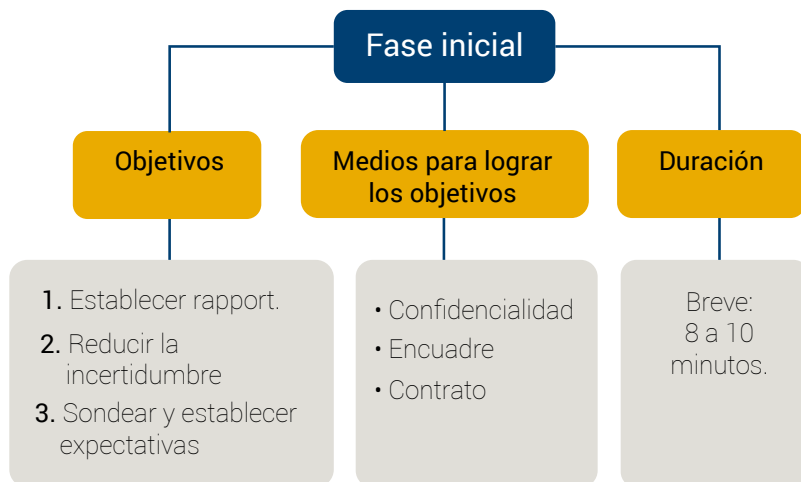 Fase inicial
Objetivos
1. Establecer rapport.
2. Reducir la
incertidumbre
3. Sondear y establecer
expectativas
Medios para lograr
los objetivos
• Confidencialidad
• Encuadre
• Contrato
Duración
Breve:
8 a 10
minutos.